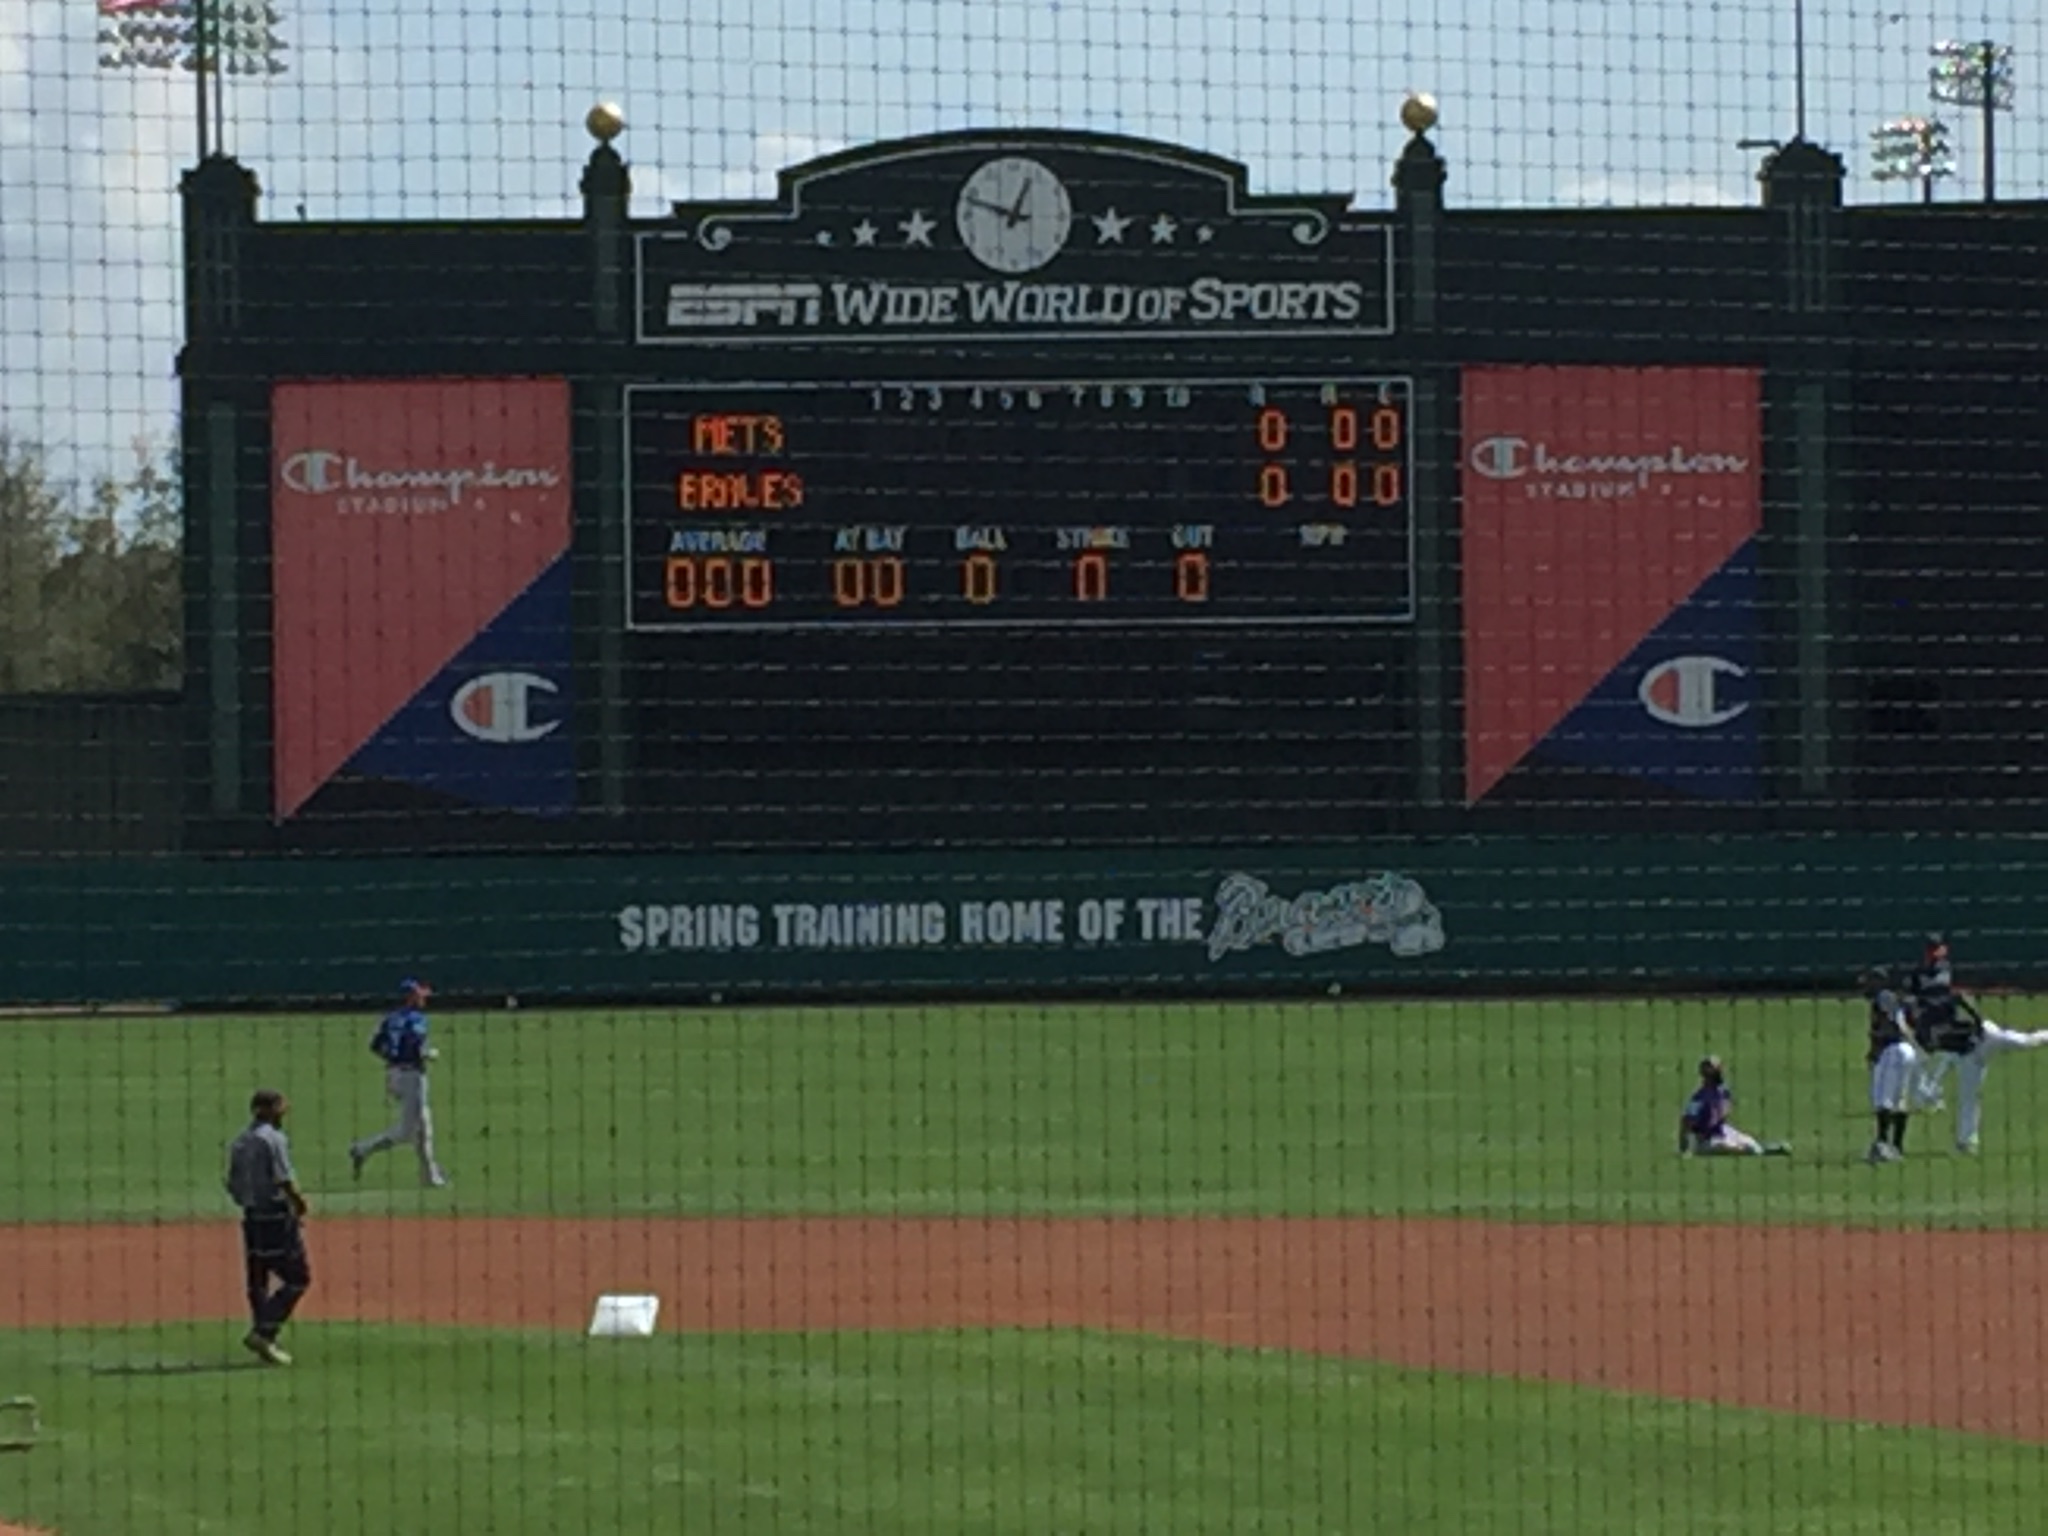 ESPN WIDE WORLD OF SPORTS
1 2 3 4 5 6 7 8 9 10 R H E
METS 0 0 0
BRAVES 0 0 0
AVERAGE AT BAT BALL STRIKE OUT MPH
000 00 0 0 0
Champion
STADIUM
C
Champion
STADIUM
C
SPRING TRAINING HOME OF THE Braves